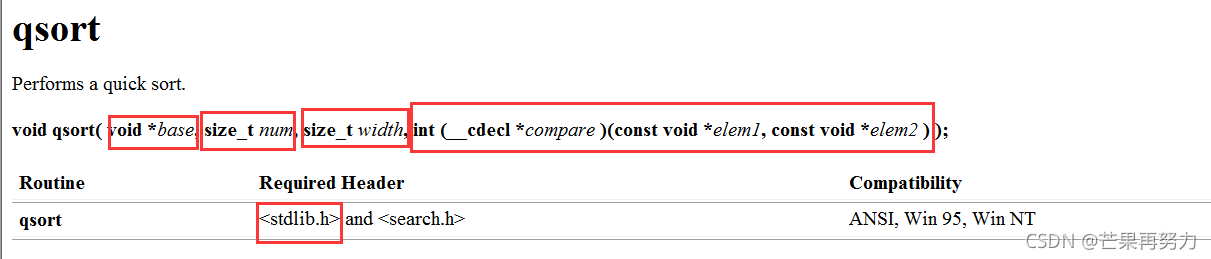 qsort
Performs a quick sort.
void qsort( void *base, size_t num, size_t width, int (__cdecl *compare )(const void *elem1, const void *elem2 ) );
Routine Required Header Compatibility
qsort <stdlib.h> and <search.h> ANSI, Win 95, Win NT
CSDN @芒果再努力